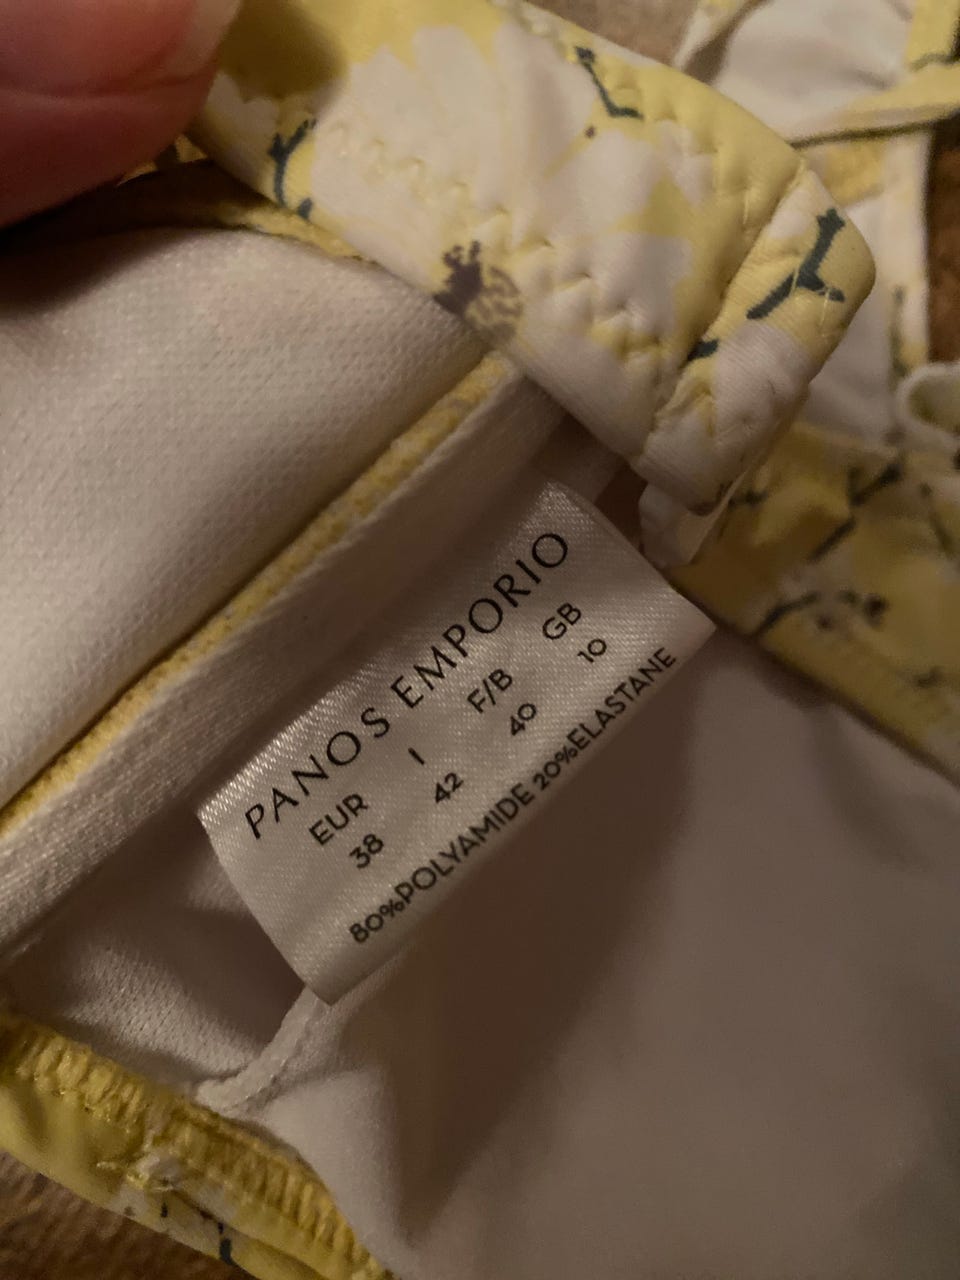 PANOS EMPORIO
EUR I F/B GB
38 42 40 10
80%POLYAMIDE 20%ELASTANE